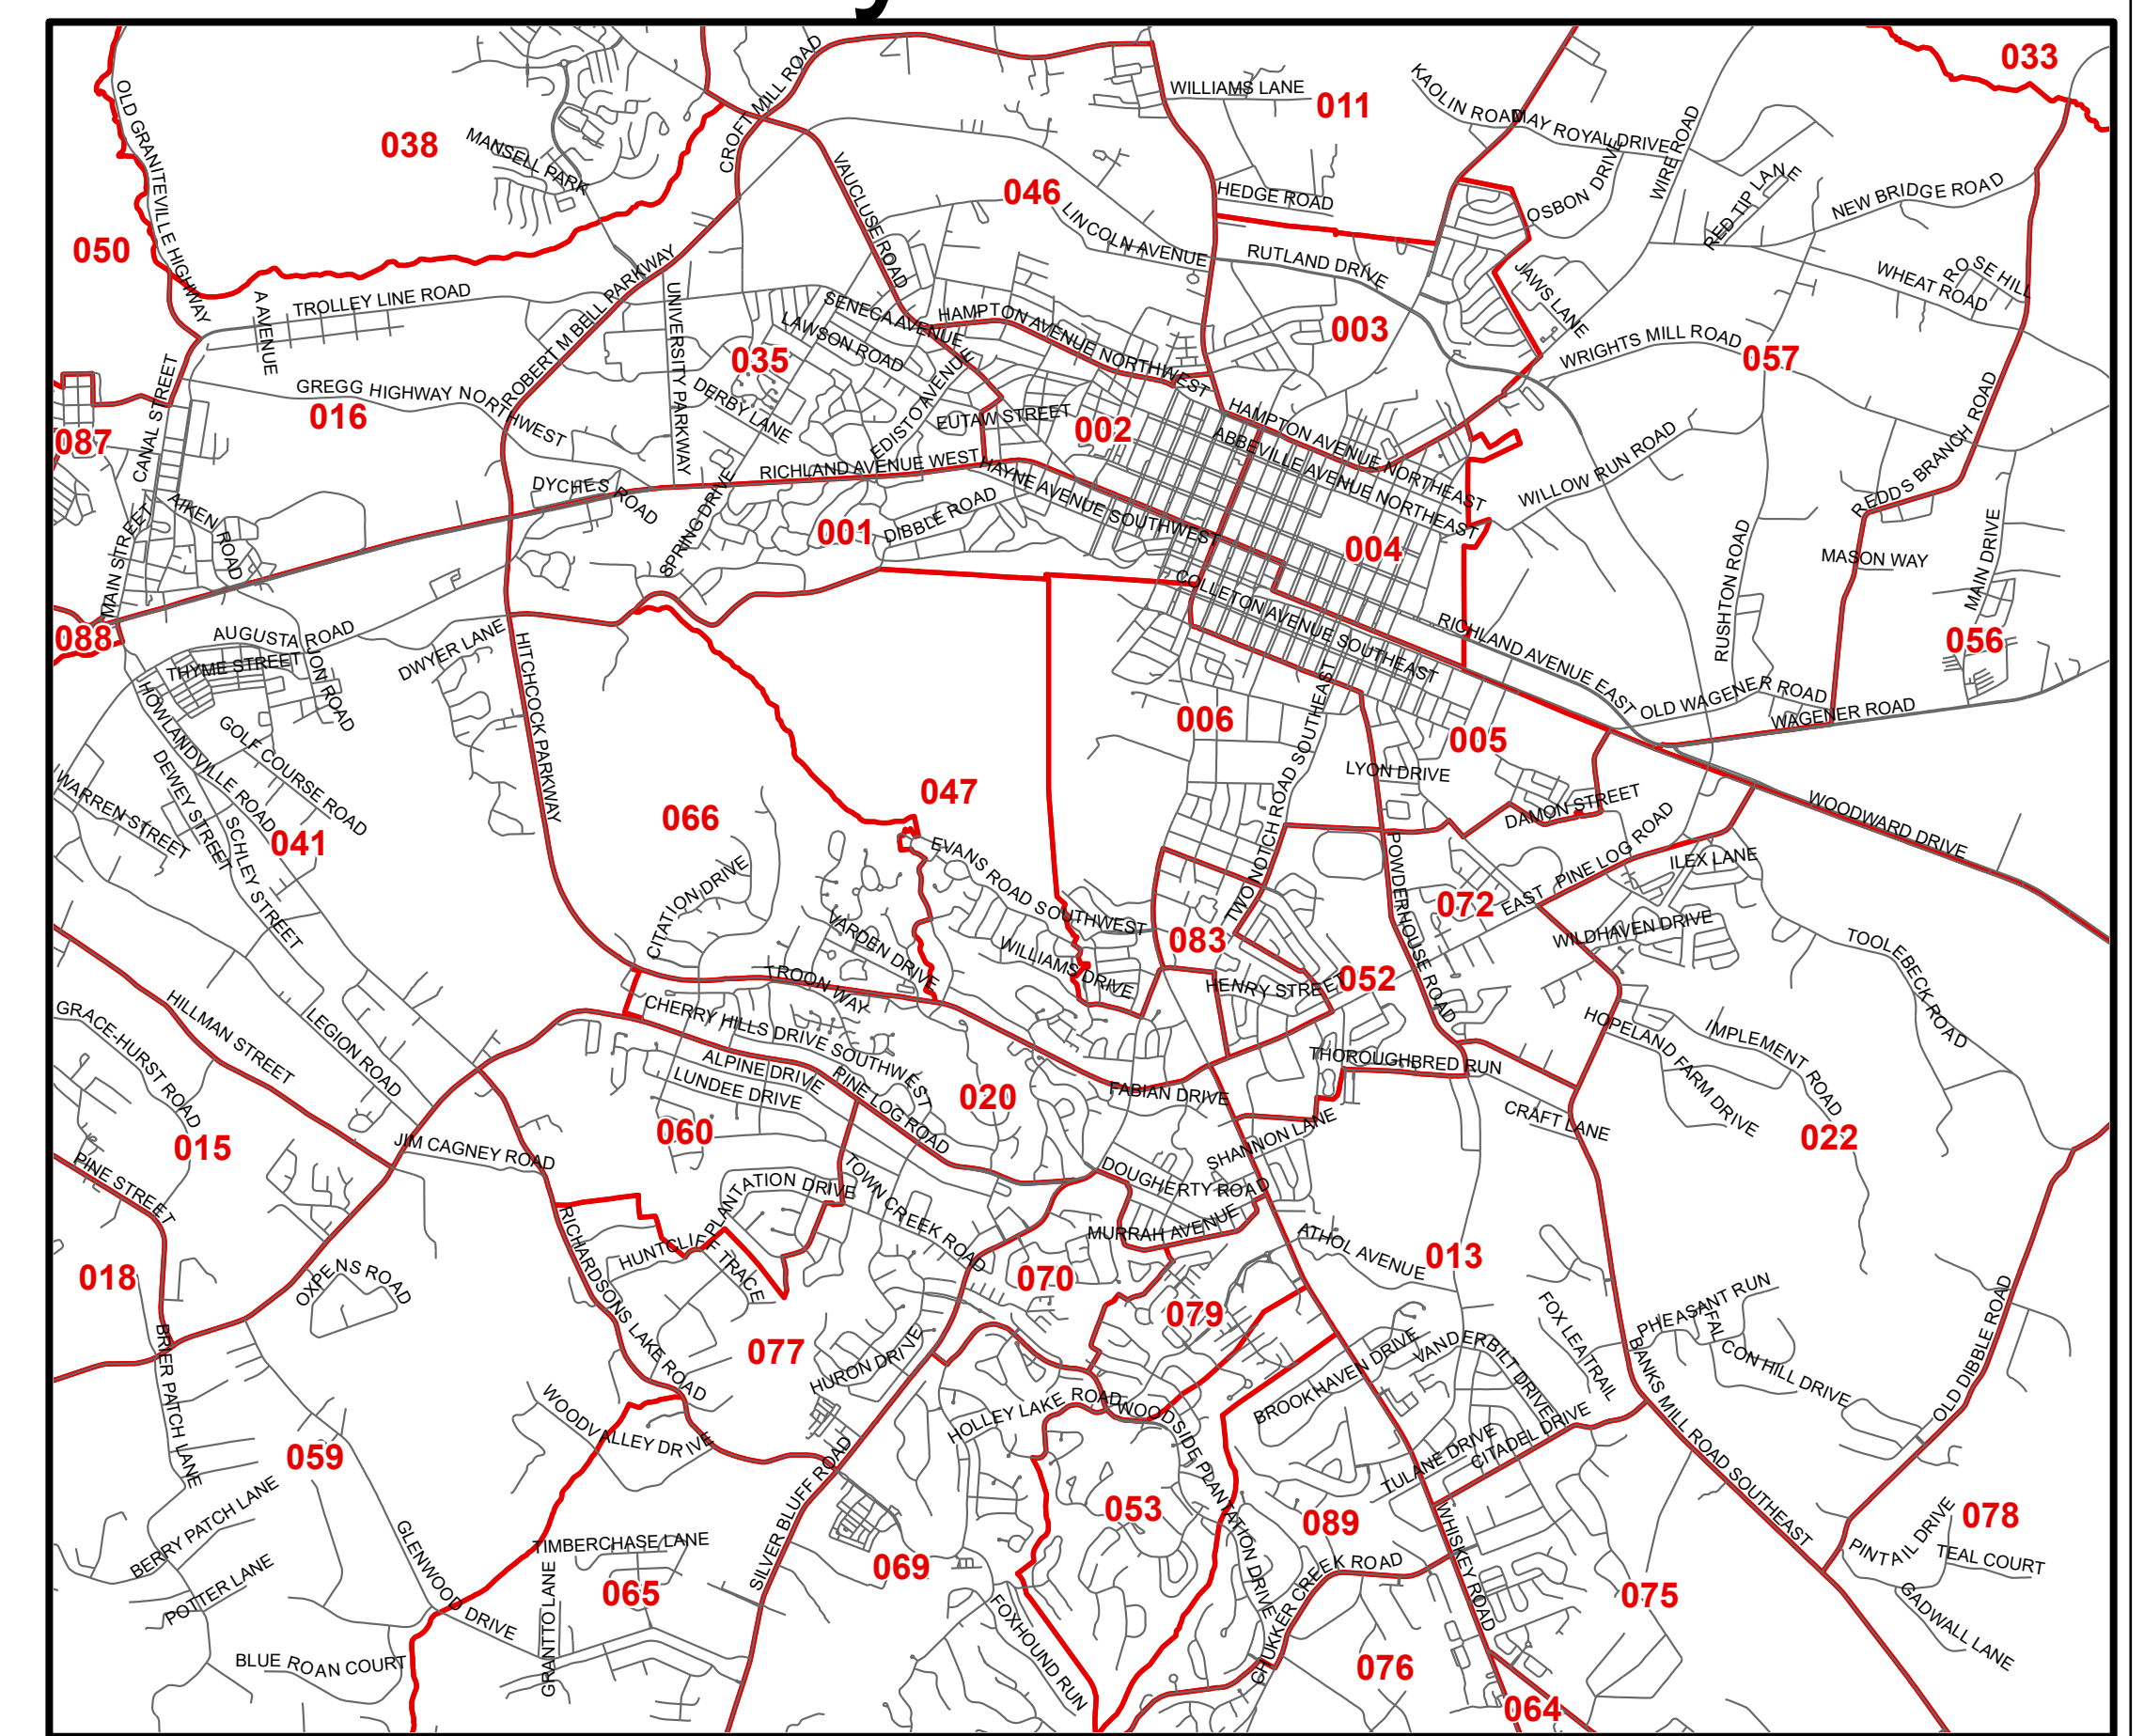 033
OLD GRANITEVILLE HIGHWAY
038
MANSELL PARK
CROFT MILL ROAD
WILLIAMS LANE
011
KAOLIN ROAD
MAY ROYAL DRIVE
WIRE ROAD
OSBON DRIVE
RED TIP LANE
NEW BRIDGE ROAD
050
VAUCLUSE ROAD
046
HEDGE ROAD
LINCOLN AVENUE
RUTLAND DRIVE
JAWS LANE
WHEAT ROAD
ROSE HILL
A AVENUE
TROLLEY LINE ROAD
ROBERT M BELL PARKWAY
UNIVERSITY PARKWAY
SENECA AVENUE
HAMPTON AVENUE NORTHWEST
LAWSON ROAD
035
003
WRIGHTS MILL ROAD
057
CANAL STREET
GREGG HIGHWAY NORTHWEST
016
DERBY LANE
EDISTO AVENUE
EUTAW STREET
002
HAMPTON AVENUE NORTHEAST
ABBEVILLE AVENUE NORTHEAST
REDDS BRANCH ROAD
087
WILLOW RUN ROAD
RICHLAND AVENUE WEST
HAYNE AVENUE SOUTHWEST
DYCHES ROAD
SPRING DRIVE
001
DIBBLE ROAD
AIKEN ROAD
MAIN STREET
004
MASON WAY
MAIN DRIVE
RUSHTON ROAD
088
AUGUSTA ROAD
THYME STREET
JON ROAD
DWYER LANE
HITCHCOCK PARKWAY
COLLETON AVENUE SOUTHEAST
RICHLAND AVENUE EAST
056
OLD WAGENER ROAD
WAGENER ROAD
HOWLANDVILLE ROAD
GOLF COURSE ROAD
006
005
TWO NOTCH ROAD SOUTHEAST
LYON DRIVE
WARREN STREET
DEWEY STREET
SCHLEY STREET
041
066
047
DAMON STREET
WOODWARD DRIVE
EVANS ROAD SOUTHWEST
POWDERHOUSE ROAD
EAST PINE LOG ROAD
ILEX LANE
CITATION DRIVE
VARDEN DRIVE
WILLIAMS DRIVE
083
072
WILDHAVEN DRIVE
TOOLEBECK ROAD
TROON WAY
HENRY STREET
052
HILLMAN STREET
GRACE-HURST ROAD
LEGION ROAD
CHERRY HILLS DRIVE SOUTHWEST
HOPELAND FARM DRIVE
IMPLEMENT ROAD
ALPINE DRIVE
LUNDEE DRIVE
PINE LOG ROAD
020
FABIAN DRIVE
THOROUGHBRED RUN
CRAFT LANE
022
015
JIM CAGNEY ROAD
060
SHANNON LANE
PINE STREET
PLANTATION DRIVE
TOWN CREEK ROAD
DOUGHERTY ROAD
MURRAH AVENUE
018
OXPENS ROAD
RICHARDSONS LAKE ROAD
HUNTCLIFF TRACE
070
079
ATHOL AVENUE
013
FOX LEA TRAIL
PHEASANT RUN
FALCON HILL DRIVE
OLD DIBBLE ROAD
BRIER PATCH LANE
077
HURON DRIVE
BROOKHAVEN DRIVE
VANDERBILT DRIVE
BANKS MILL ROAD SOUTHEAST
WOODVALLEY DRIVE
HOLLEY LAKE ROAD
WOODSIDE PLANTATION DRIVE
059
TULANE DRIVE
CITADEL DRIVE
BERRY PATCH LANE
SILVER BLUFF ROAD
053
089
WHISKEY ROAD
078
PINTAIL DRIVE
TEAL COURT
GLENWOOD DRIVE
TIMBERCHASE LANE
POTTER LANE
069
065
CHUKKER CREEK ROAD
075
GADWALL LANE
GRANTTO LANE
FOXHOUND RUN
BLUE ROAN COURT
076
064